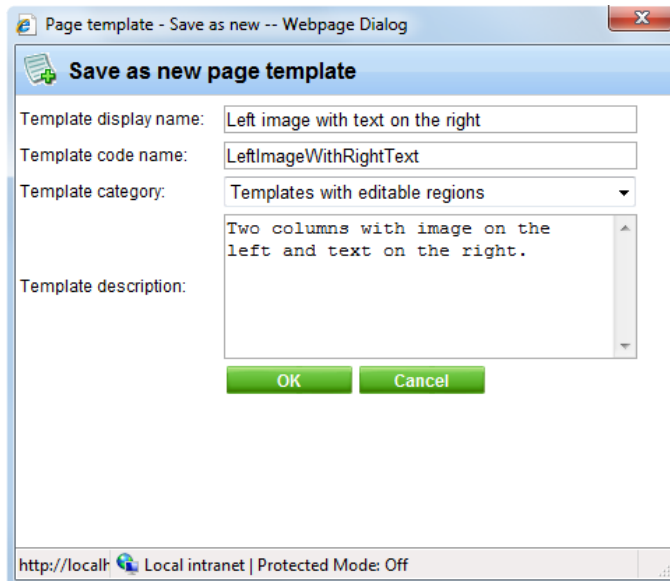 Page template - Save as new -- Webpage Dialog
Save as new page template
Template display name: Left image with text on the right
Template code name: LeftImageWithRightText
Template category: Templates with editable regions
Template description: Two columns with image on the
left and text on the right.
OK Cancel
http://localh Local intranet | Protected Mode: Off